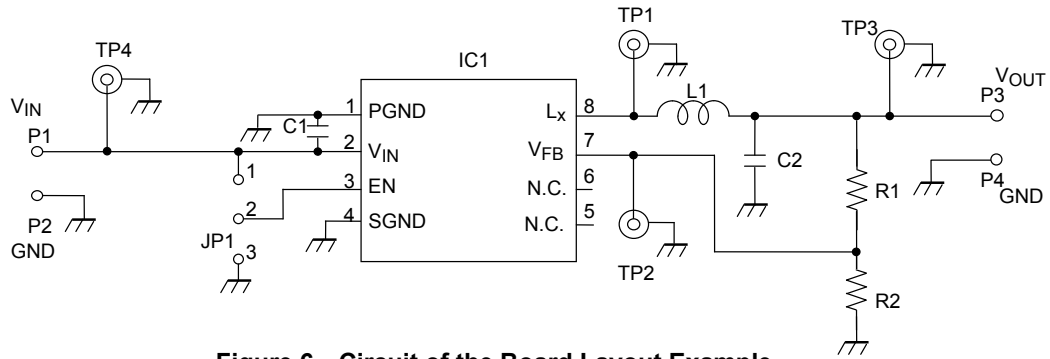 TP1
TP3
TP4
IC1
VOUT
P3
VIN
P1
1
PGND
C1
2
VIN
LX
8
L1
VFB
7
C2
R1
P4
GND
1
3
EN
N.C.
6
2
4
SGND
N.C.
5
P2
GND
JP1
3
TP2
R2
Figure 6 Circuit of the Board Layout Example